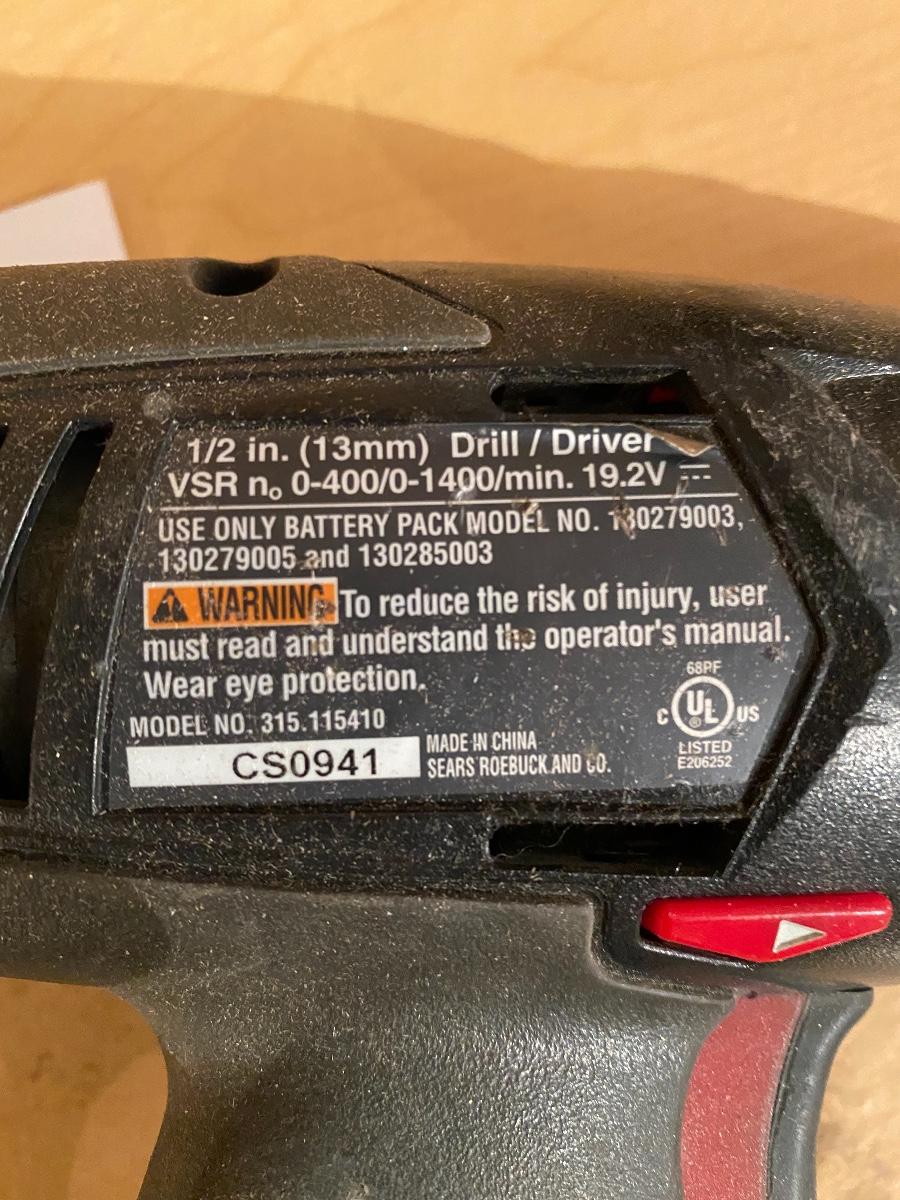 1/2 in. (13mm) Drill / Driver
VSR nₒ 0-400/0-1400/min. 19.2V ⎓
USE ONLY BATTERY PACK MODEL NO. 130279003,
130279005 and 130285003
⚠ WARNING To reduce the risk of injury, user
must read and understand the operator's manual.
Wear eye protection.
68PF
C UL ® US
LISTED
E206252
MODEL NO. 315.115410
CS0941
MADE IN CHINA
SEARS ROEBUCK AND CO.